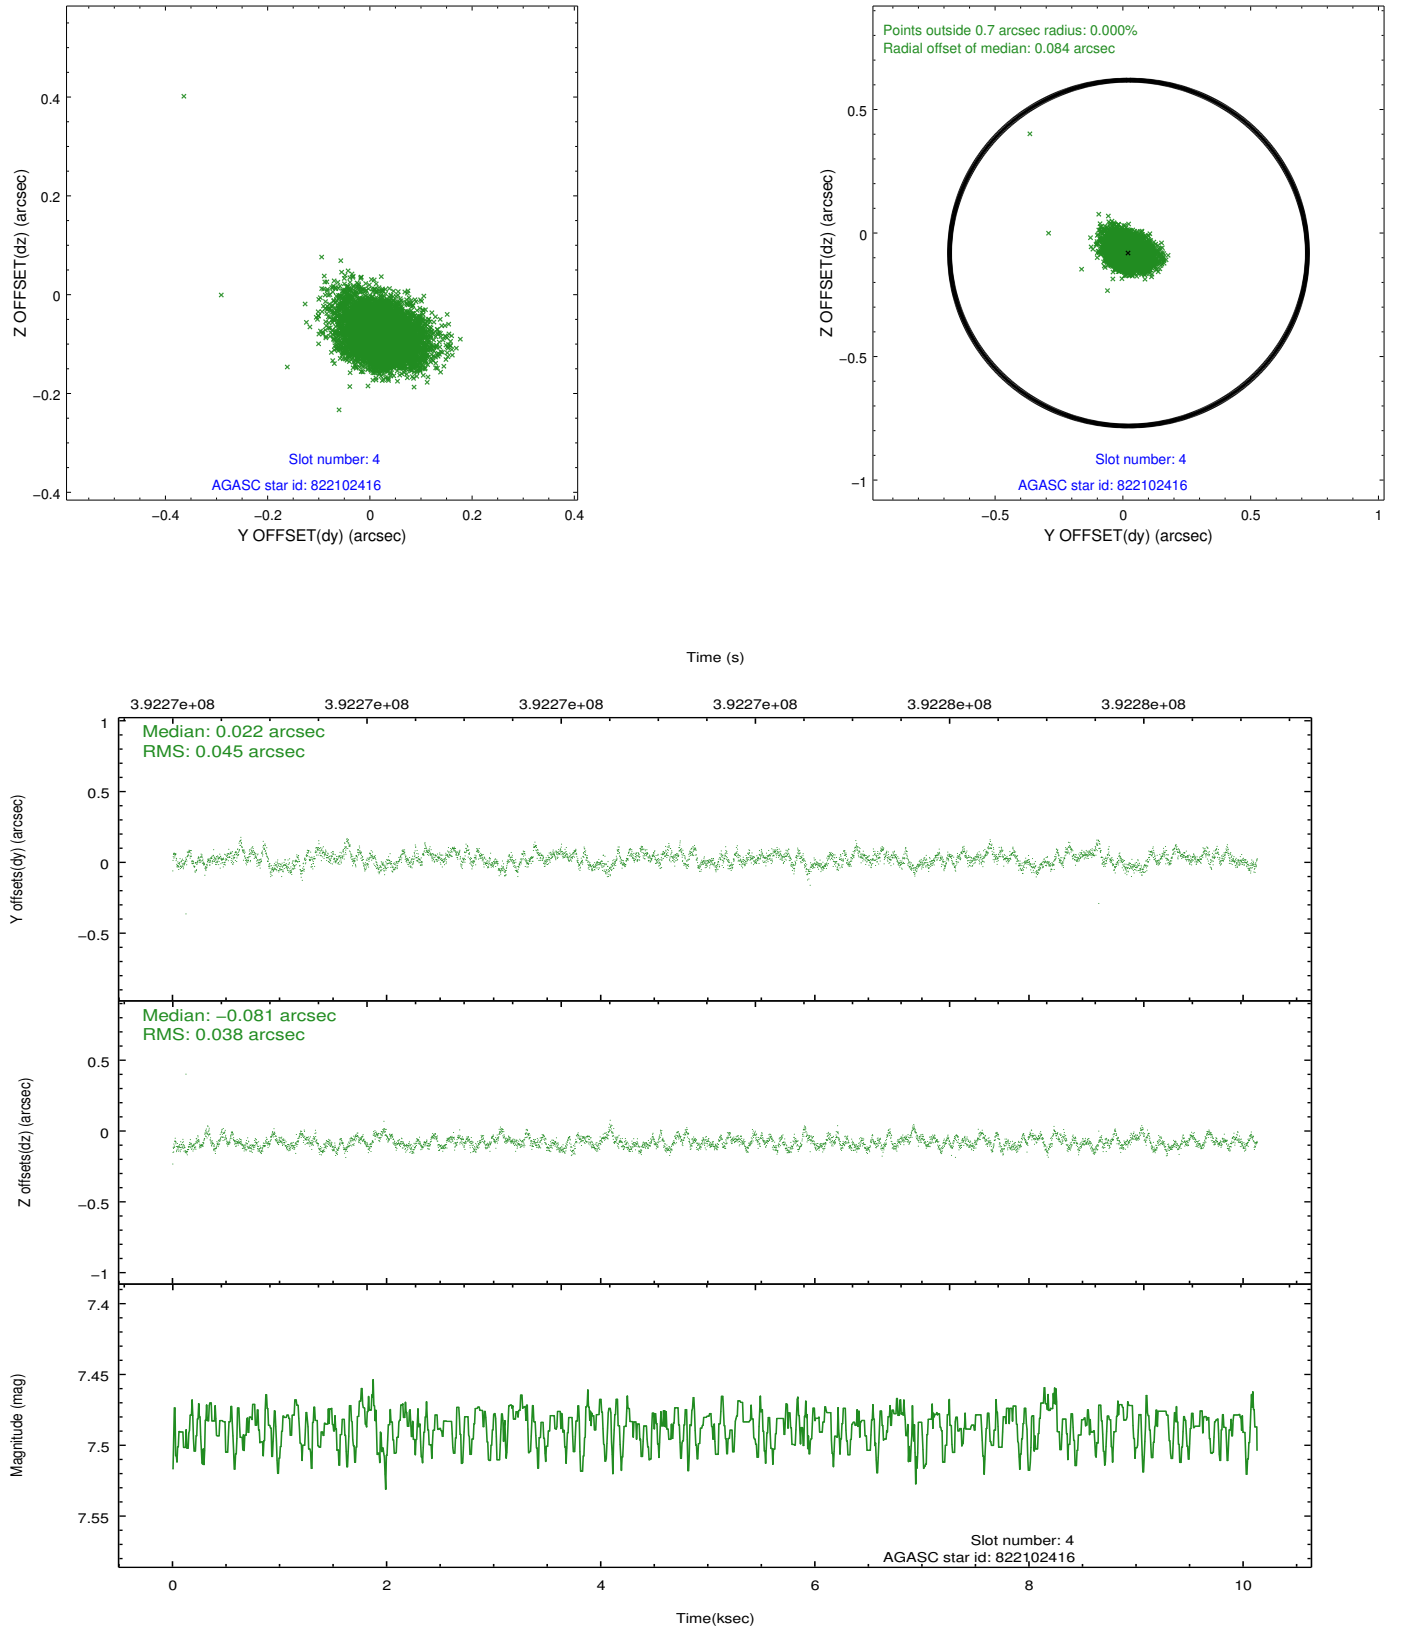 0.4
0.2
0
−0.2
−0.4
Z OFFSET(dz) (arcsec)
Slot number: 4
AGASC star id: 822102416
−0.4
−0.2
0
0.2
0.4
Y OFFSET(dy) (arcsec)
Points outside 0.7 arcsec radius: 0.000%
Radial offset of median: 0.084 arcsec
0.5
0
−0.5
−1
Z OFFSET(dz) (arcsec)
Slot number: 4
AGASC star id: 822102416
−0.5
0
0.5
1
Y OFFSET(dy) (arcsec)
Time (s)
3.9227e+08
3.9227e+08
3.9227e+08
3.9227e+08
3.9228e+08
3.9228e+08
Median: 0.022 arcsec
RMS: 0.045 arcsec
1
0.5
0
−0.5
Y offsets(dy) (arcsec)
Median: −0.081 arcsec
RMS: 0.038 arcsec
0.5
0
−0.5
−1
Z offsets(dz) (arcsec)
7.4
7.45
7.5
7.55
Magnitude (mag)
Slot number: 4
AGASC star id: 822102416
0
2
4
6
8
10
Time(ksec)